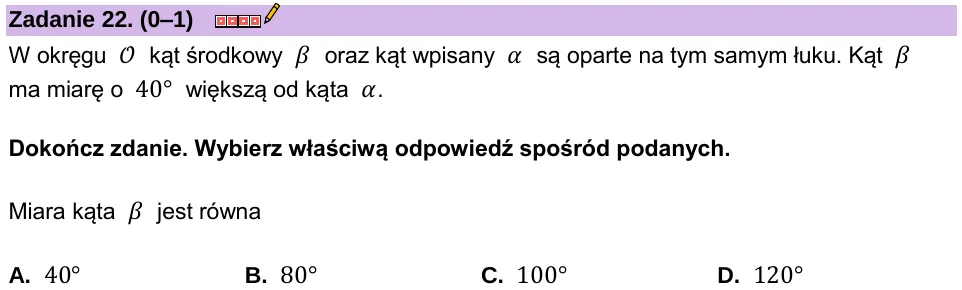 Zadanie 22. (0–1)
W okręgu 𝒪 kąt środkowy β oraz kąt wpisany α są oparte na tym samym łuku. Kąt β
ma miarę o 40° większą od kąta α.
Dokończ zdanie. Wybierz właściwą odpowiedź spośród podanych.
Miara kąta β jest równa
A. 40° B. 80° C. 100° D. 120°